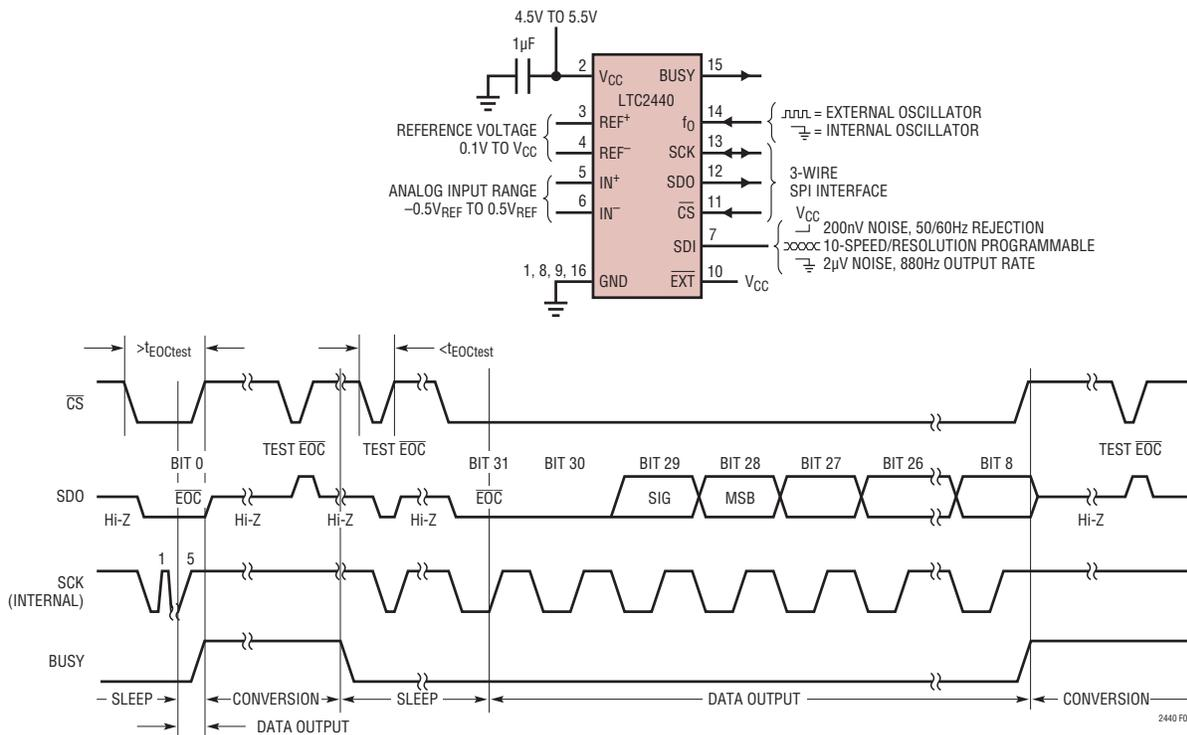 4.5V TO 5.5V
1µF
2
VCC
BUSY
15
LTC2440
REFERENCE VOLTAGE
0.1V TO VCC
3
REF+
fO
14
= EXTERNAL OSCILLATOR
= INTERNAL OSCILLATOR
4
REF–
SCK
13
ANALOG INPUT RANGE
–0.5VREF TO 0.5VREF
5
IN+
SDO
12
3-WIRE
SPI INTERFACE
6
IN–
CS
11
SDI
7
VCC
200nV NOISE, 50/60Hz REJECTION
10-SPEED/RESOLUTION PROGRAMMABLE
2µV NOISE, 880Hz OUTPUT RATE
1, 8, 9, 16
GND
EXT
10
VCC
>tEOCtest
<tEOCtest
CS
TEST EOC
TEST EOC
TEST EOC
BIT 0
BIT 31
BIT 30
BIT 29
BIT 28
BIT 27
BIT 26
BIT 8
SDO
EOC
EOC
SIG
MSB
Hi-Z
Hi-Z
Hi-Z
Hi-Z
Hi-Z
1
5
SCK
(INTERNAL)
BUSY
SLEEP
CONVERSION
SLEEP
DATA OUTPUT
CONVERSION
DATA OUTPUT
2440 F0